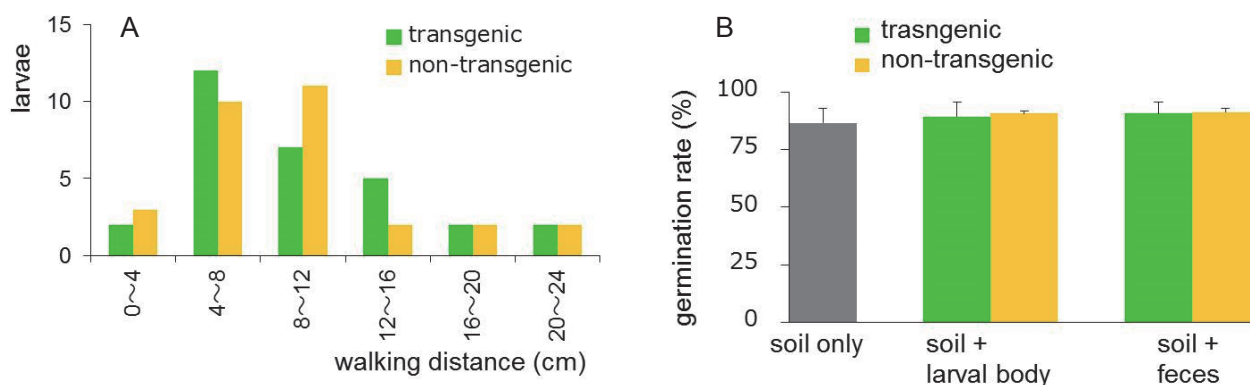 A
transgenic
non-transgenic
larvae
15
10
5
0
0～4
4～8
8～12
12～16
16～20
20～24
walking distance (cm)
B
trasngenic
non-transgenic
germination rate (%)
100
75
50
25
0
soil only
soil +
larval body
soil +
feces